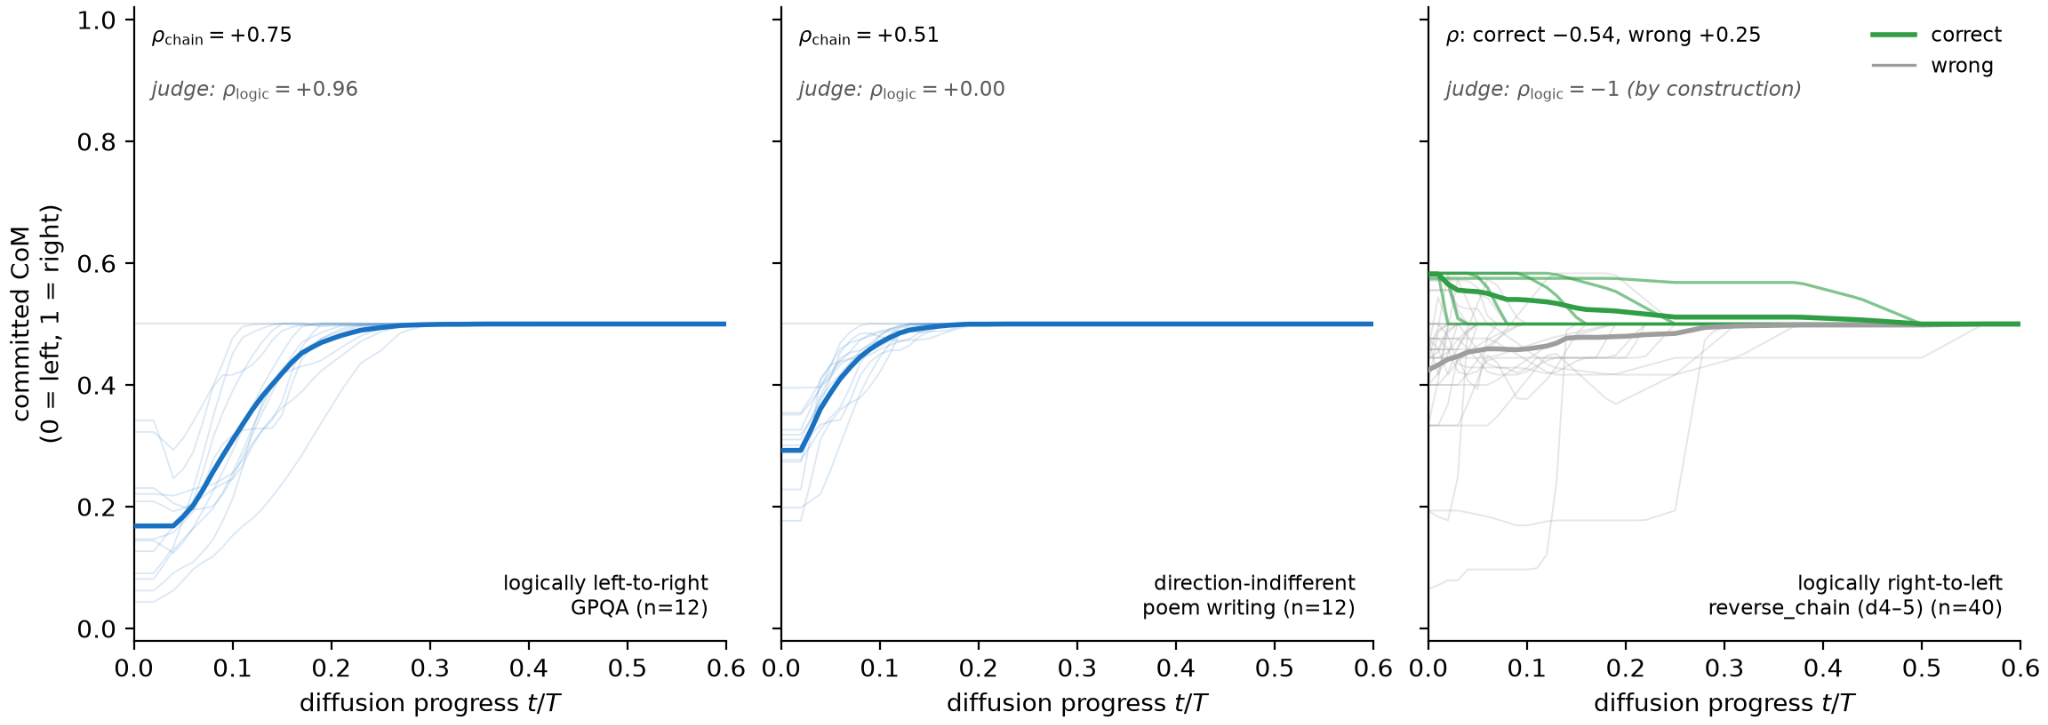 committed CoM
(0 = left, 1 = right)
1.0
0.8
0.6
0.4
0.2
0.0
ρchain = +0.75
judge: ρlogic = +0.96
logically left-to-right
GPQA (n=12)
0.0 0.1 0.2 0.3 0.4 0.5 0.6
diffusion progress t/T
ρchain = +0.51
judge: ρlogic = +0.00
direction-indifferent
poem writing (n=12)
0.0 0.1 0.2 0.3 0.4 0.5 0.6
diffusion progress t/T
ρ: correct −0.54, wrong +0.25
judge: ρlogic = −1 (by construction)
correct
wrong
logically right-to-left
reverse_chain (d4–5) (n=40)
0.0 0.1 0.2 0.3 0.4 0.5 0.6
diffusion progress t/T